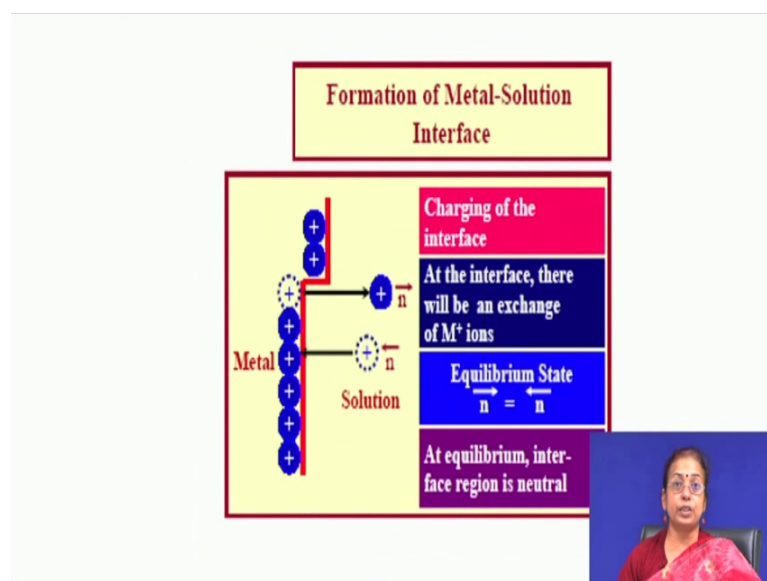 Formation of Metal-Solution
Interface
+
+
+
+
n
+
+
+
n
Metal
+
Solution
+
+
+
Charging of the
interface
At the interface, there
will be an exchange
of M⁺ ions
Equilibrium State
n = n
At equilibrium, inter-
face region is neutral